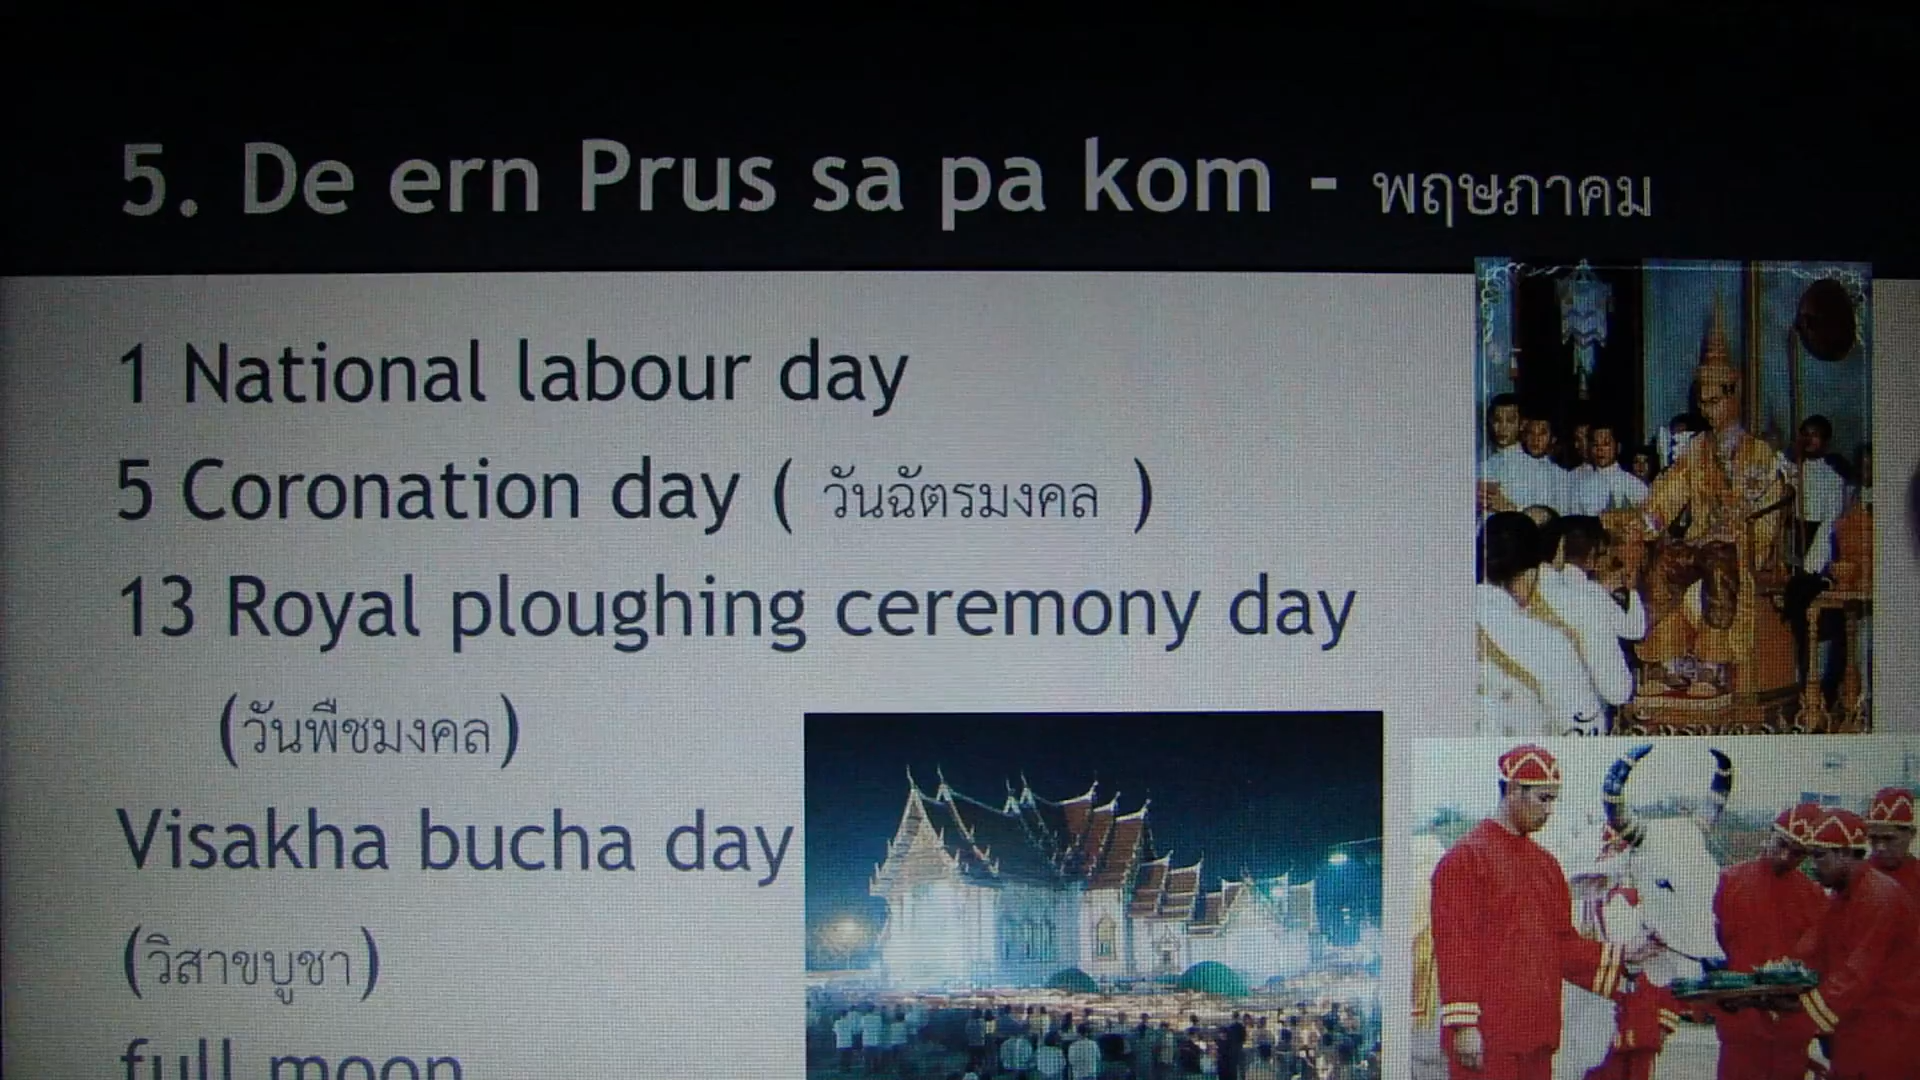 5. De ern Prus sa pa kom - พฤษภาคม
1 National labour day
5 Coronation day ( วันฉัตรมงคล )
13 Royal ploughing ceremony day
(วันพืชมงคล)
Visakha bucha day
(วิสาขบูชา)
full moon